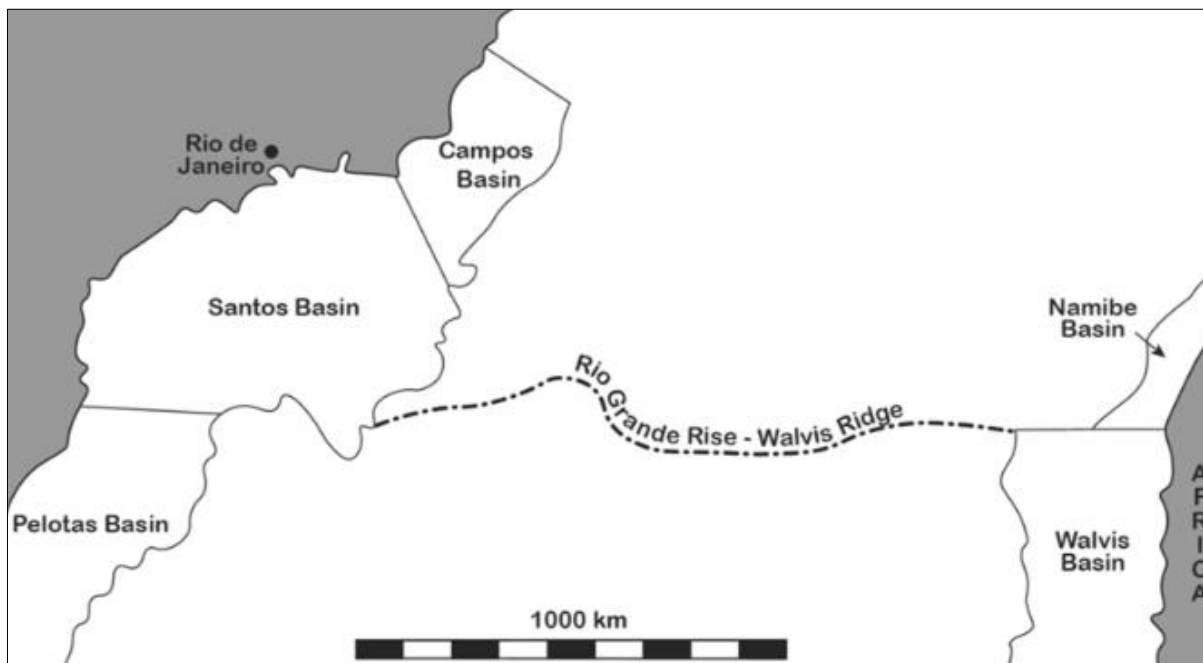 Rio de
Janeiro
Campos
Basin
Santos Basin
Namibe
Basin
Rio Grande Rise - Walvis Ridge
Pelotas Basin
Walvis
Basin
A
F
R
I
C
A
1000 km